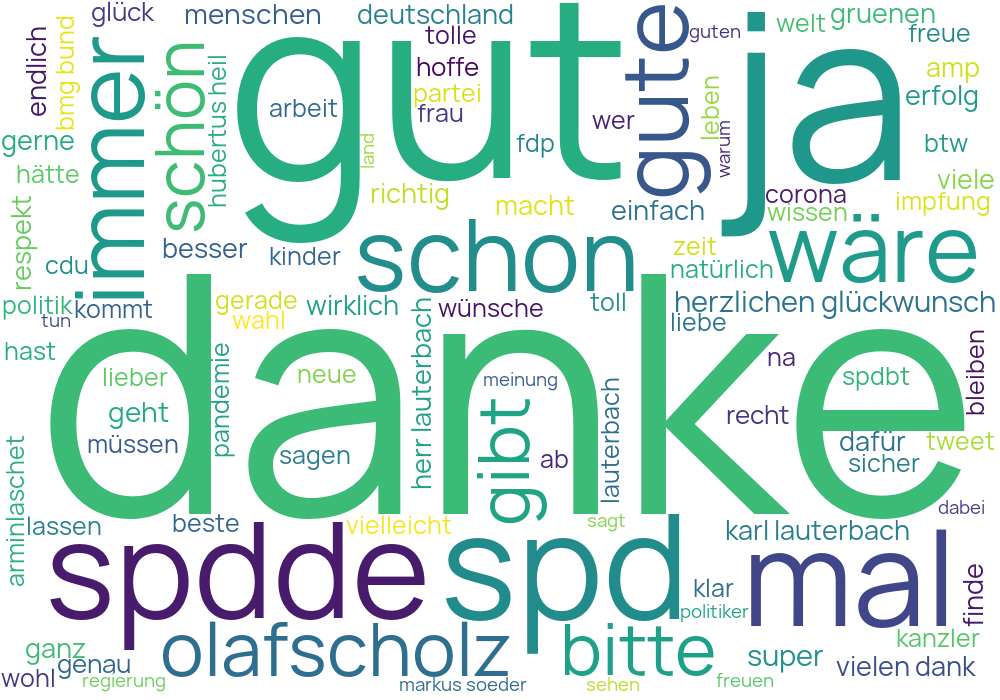 glück
menschen
deutschland
gute
guten
welt
gruenen
endlich
bmg bund
immer
schön
hubertus heil
gut
arbeit
land
tolle
hoffe
partei
frau
fdp
wer
ja
leben
warum
freue
amp
erfolg
btw
gerne
hätte
richtig
macht
einfach
corona
wissen
viele
impfung
respekt
cdu
besser
kinder
schon
zeit
natürlich
wäre
politik
tun
kommt
gerade
wahl
wirklich
wünsche
toll
herzlichen glückwunsch
liebe
hast
danke
lieber
geht
müssen
pandemie
neue
sagen
herr lauterbach
meinung
gibt
ab
lauterbach
na
recht
spdbt
dafür
sicher
bleiben
tweet
arminlaschet
lassen
beste
vielleicht
sagt
karl lauterbach
dabei
spdde
spd
klar
politiker
mal
finde
ganz
genau
wohl
regierung
olafscholz
markus soeder
bitte
sehen
super
freuen
kanzler
vielen dank